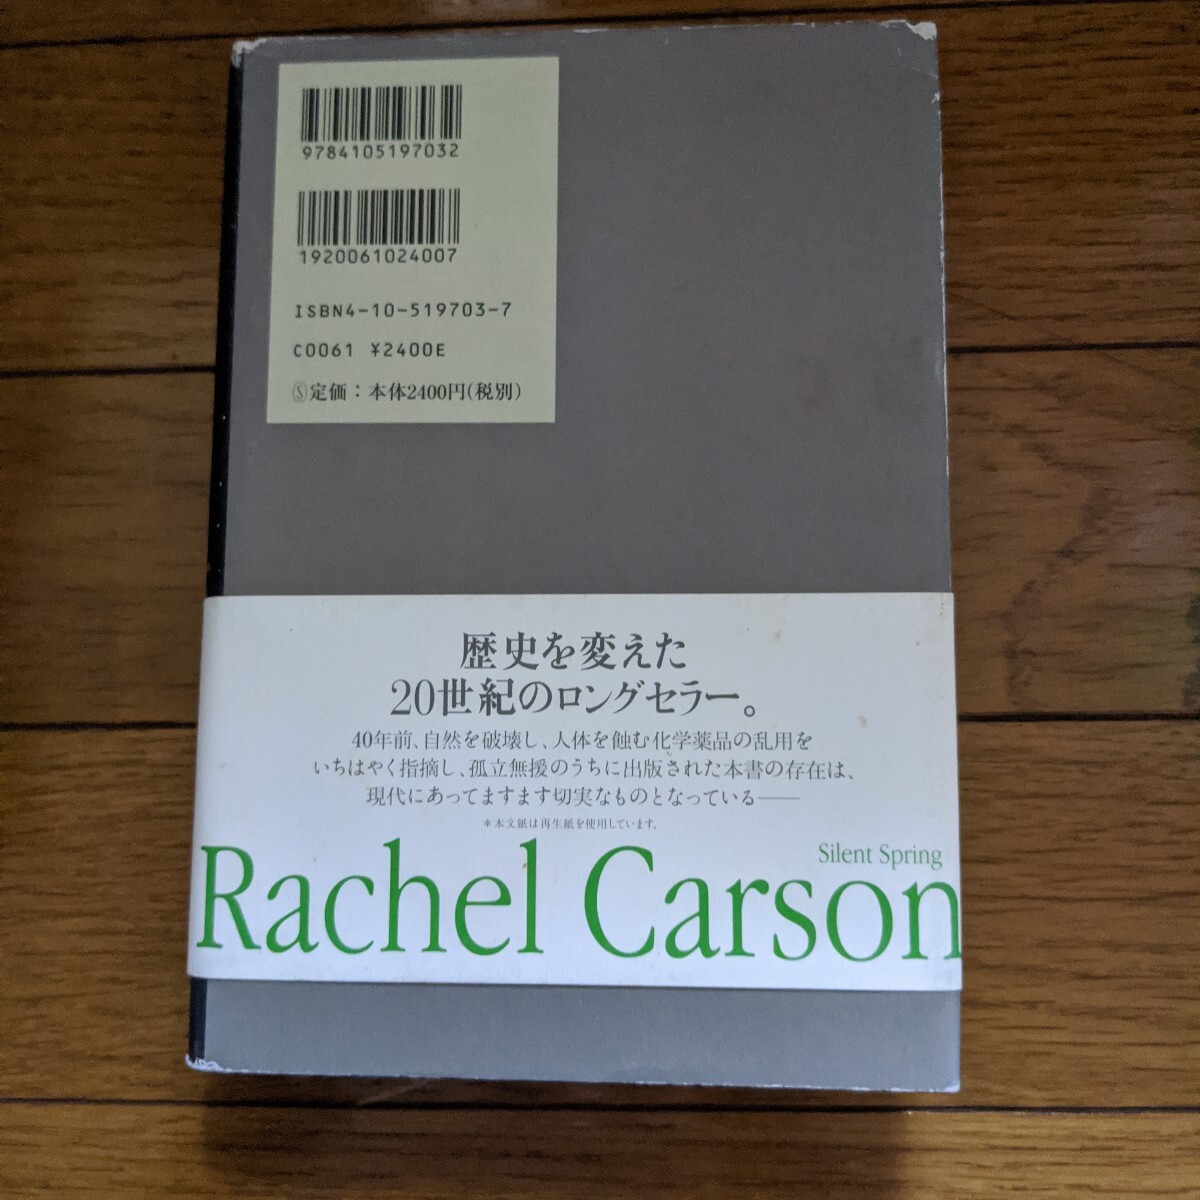 9784105197032
1920061024007
ISBN4-10-519703-7
C0061 ¥2400E
Ⓢ定価：本体2400円(税別)
歴史を変えた
20世紀のロングセラー。
40年前、自然を破壊し、人体を蝕む化学薬品の乱用を
いちはやく指摘し、孤立無援のうちに出版された本書の存在は、
現代にあってますます切実なものとなっている——
＊本文紙は再生紙を使用しています。
Silent Spring
Rachel Carson